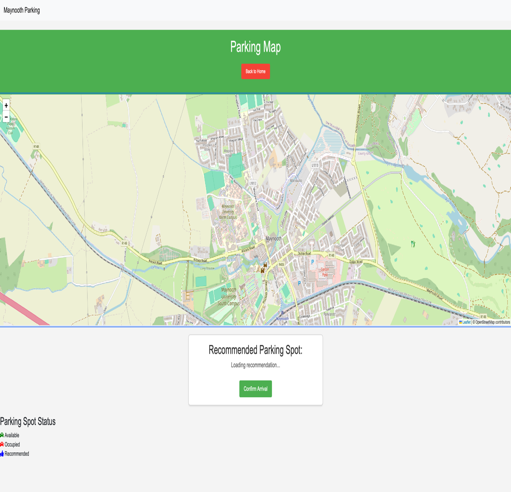 Maynooth Parking
Parking Map
Back to Home
+
−
Maynooth
Leaflet | © OpenStreetMap contributors
Recommended Parking Spot:
Loading recommendation...
Confirm Arrival
Parking Spot Status
Available
Occupied
Recommended